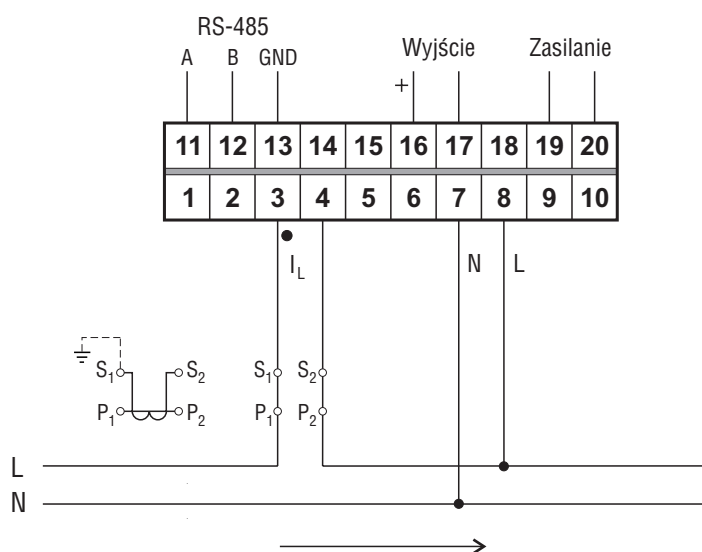 RS-485
A B GND Wyjście Zasilanie
+
11 12 13 14 15 16 17 18 19 20
1 2 3 4 5 6 7 8 9 10
I_L N L
S₁ S₂ S₁ S₂
P₁ P₂ P₁ P₂
L
N